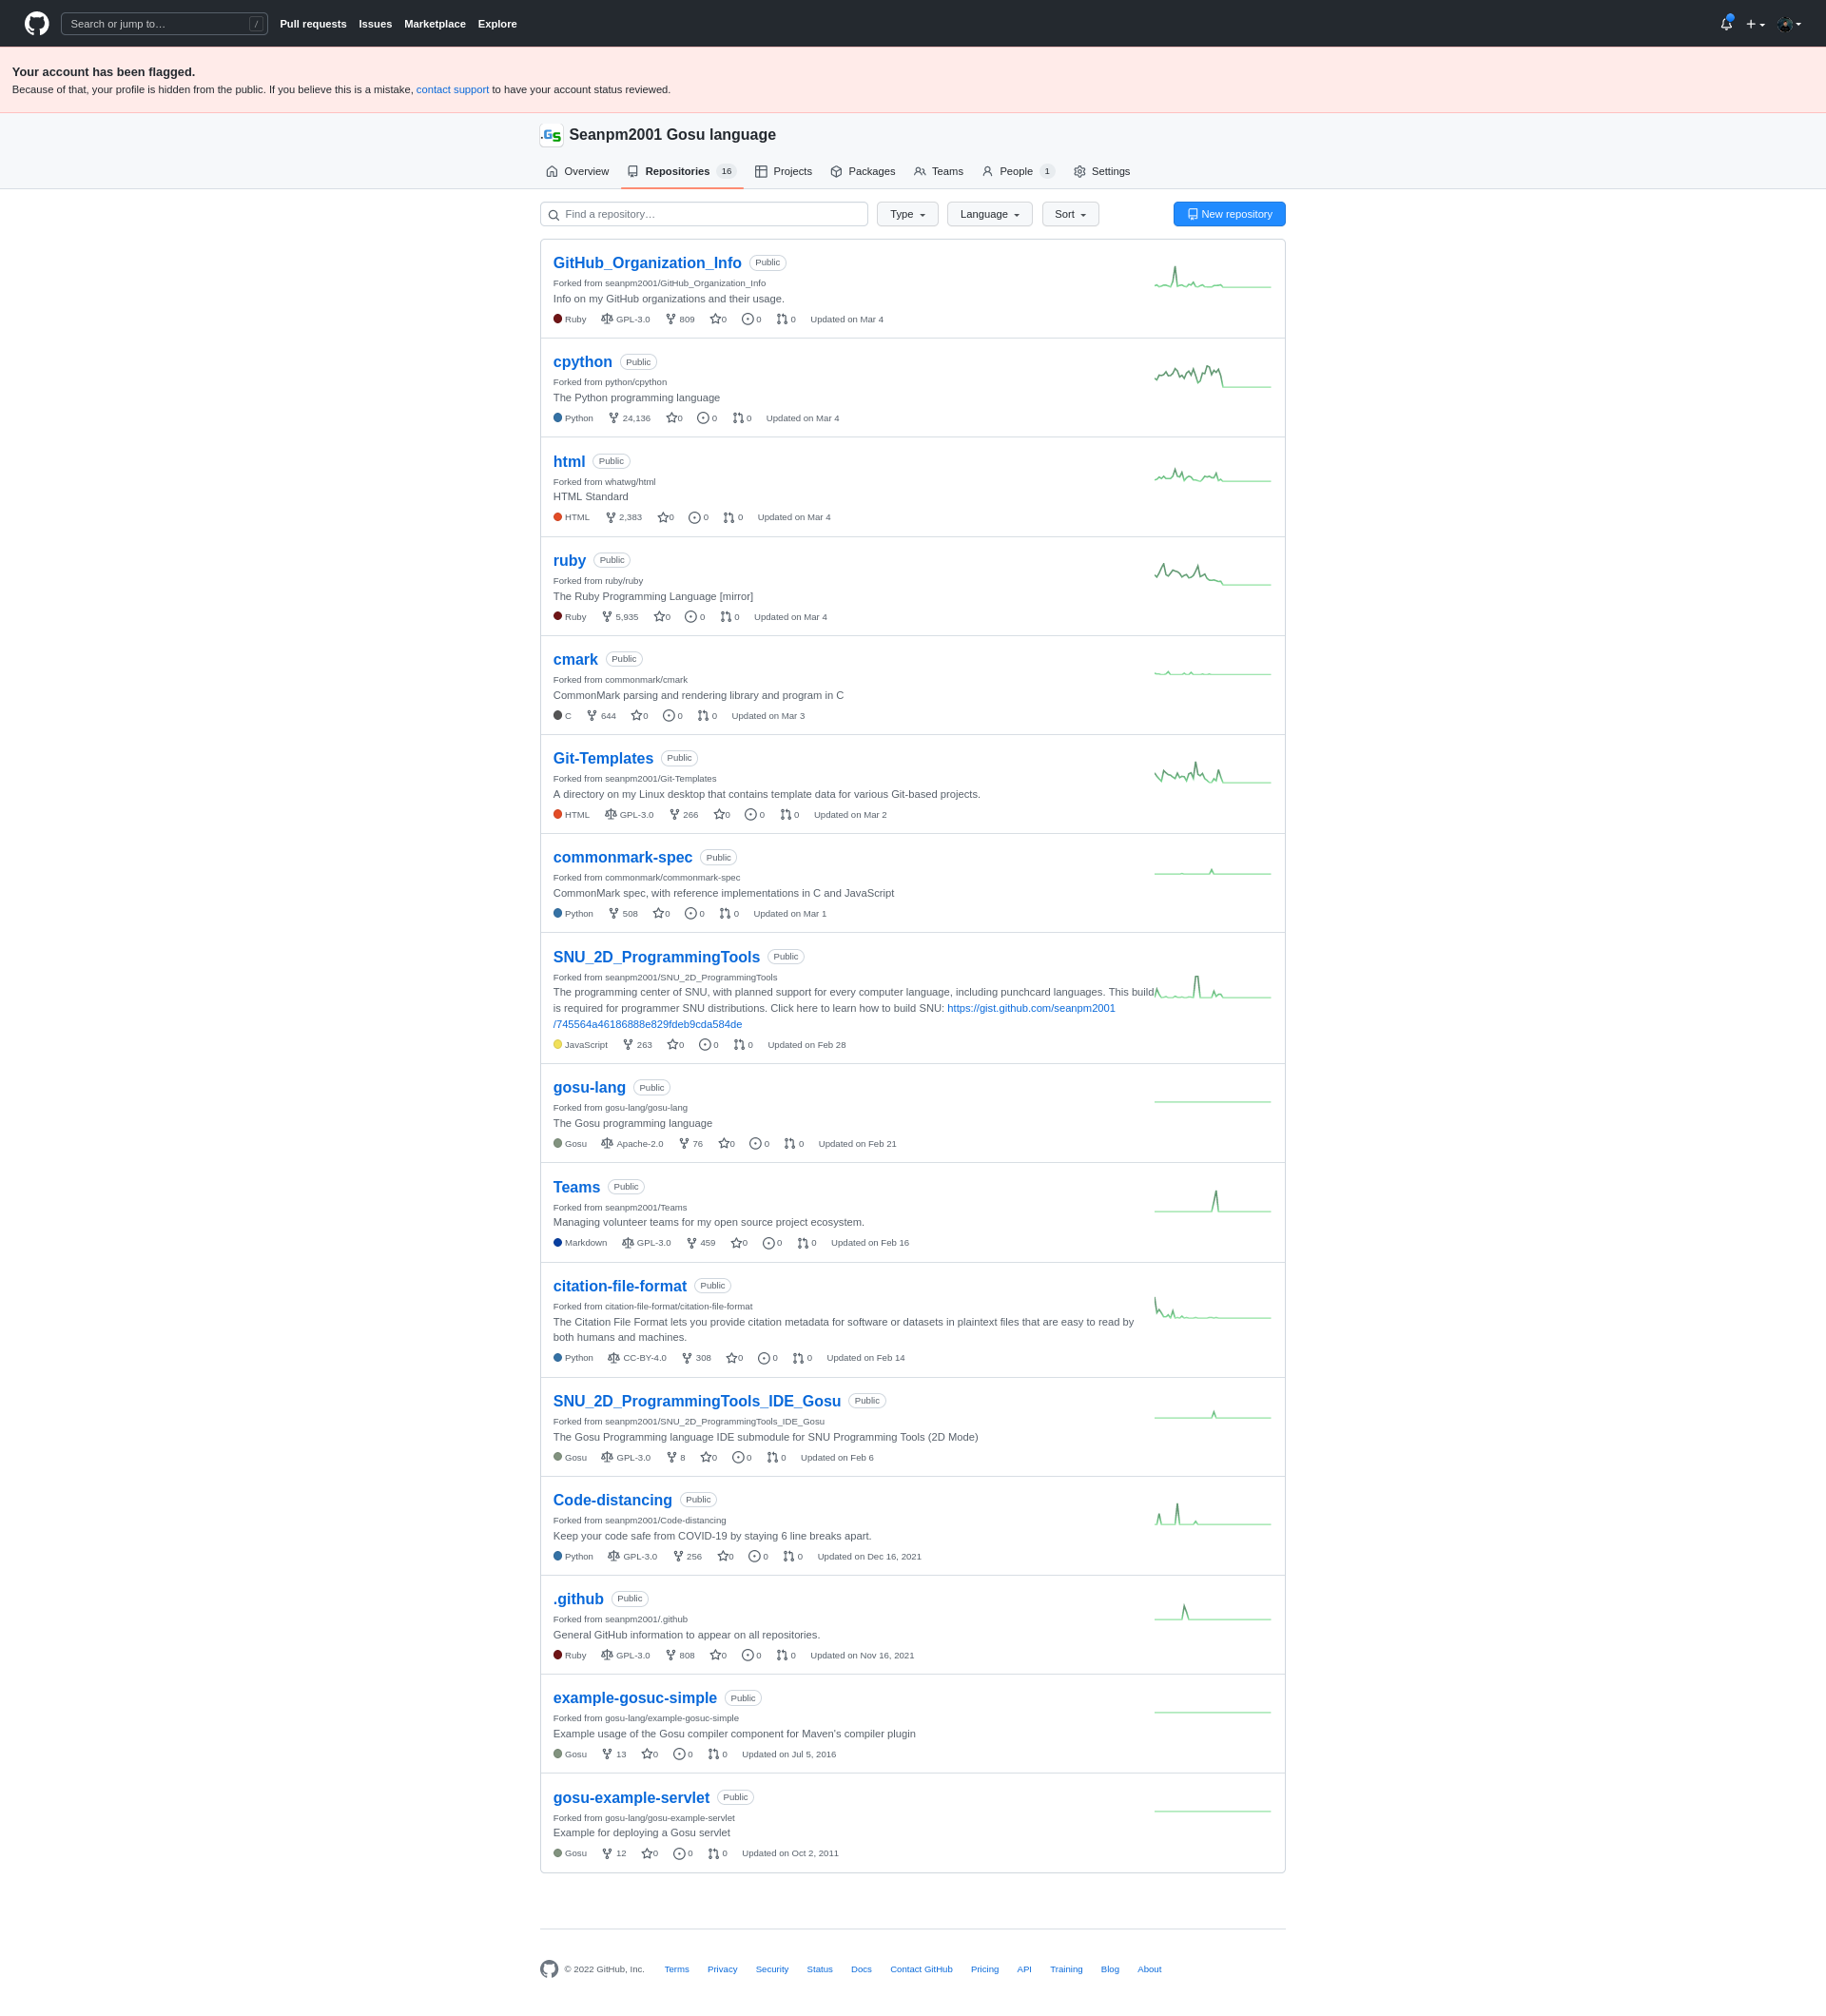 Search or jump to… /
Pull requests Issues Marketplace Explore
Your account has been flagged.
Because of that, your profile is hidden from the public. If you believe this is a mistake, contact support to have your account status reviewed.
.GS Seanpm2001 Gosu language
Overview Repositories 16 Projects Packages Teams People 1 Settings
Find a repository… Type Language Sort New repository
GitHub_Organization_Info Public
Forked from seanpm2001/GitHub_Organization_Info
Info on my GitHub organizations and their usage.
Ruby GPL-3.0 809 0 0 0 Updated on Mar 4
cpython Public
Forked from python/cpython
The Python programming language
Python 24,136 0 0 0 Updated on Mar 4
html Public
Forked from whatwg/html
HTML Standard
HTML 2,383 0 0 0 Updated on Mar 4
ruby Public
Forked from ruby/ruby
The Ruby Programming Language [mirror]
Ruby 5,935 0 0 0 Updated on Mar 4
cmark Public
Forked from commonmark/cmark
CommonMark parsing and rendering library and program in C
C 644 0 0 0 Updated on Mar 3
Git-Templates Public
Forked from seanpm2001/Git-Templates
A directory on my Linux desktop that contains template data for various Git-based projects.
HTML GPL-3.0 266 0 0 0 Updated on Mar 2
commonmark-spec Public
Forked from commonmark/commonmark-spec
CommonMark spec, with reference implementations in C and JavaScript
Python 508 0 0 0 Updated on Mar 1
SNU_2D_ProgrammingTools Public
Forked from seanpm2001/SNU_2D_ProgrammingTools
The programming center of SNU, with planned support for every computer language, including punchcard languages. This build
is required for programmer SNU distributions. Click here to learn how to build SNU: https://gist.github.com/seanpm2001
/745564a46186888e829fdeb9cda584de
JavaScript 263 0 0 0 Updated on Feb 28
gosu-lang Public
Forked from gosu-lang/gosu-lang
The Gosu programming language
Gosu Apache-2.0 76 0 0 0 Updated on Feb 21
Teams Public
Forked from seanpm2001/Teams
Managing volunteer teams for my open source project ecosystem.
Markdown GPL-3.0 459 0 0 0 Updated on Feb 16
citation-file-format Public
Forked from citation-file-format/citation-file-format
The Citation File Format lets you provide citation metadata for software or datasets in plaintext files that are easy to read by
both humans and machines.
Python CC-BY-4.0 308 0 0 0 Updated on Feb 14
SNU_2D_ProgrammingTools_IDE_Gosu Public
Forked from seanpm2001/SNU_2D_ProgrammingTools_IDE_Gosu
The Gosu Programming language IDE submodule for SNU Programming Tools (2D Mode)
Gosu GPL-3.0 8 0 0 0 Updated on Feb 6
Code-distancing Public
Forked from seanpm2001/Code-distancing
Keep your code safe from COVID-19 by staying 6 line breaks apart.
Python GPL-3.0 256 0 0 0 Updated on Dec 16, 2021
.github Public
Forked from seanpm2001/.github
General GitHub information to appear on all repositories.
Ruby GPL-3.0 808 0 0 0 Updated on Nov 16, 2021
example-gosuc-simple Public
Forked from gosu-lang/example-gosuc-simple
Example usage of the Gosu compiler component for Maven's compiler plugin
Gosu 13 0 0 0 Updated on Jul 5, 2016
gosu-example-servlet Public
Forked from gosu-lang/gosu-example-servlet
Example for deploying a Gosu servlet
Gosu 12 0 0 0 Updated on Oct 2, 2011
© 2022 GitHub, Inc. Terms Privacy Security Status Docs Contact GitHub Pricing API Training Blog About